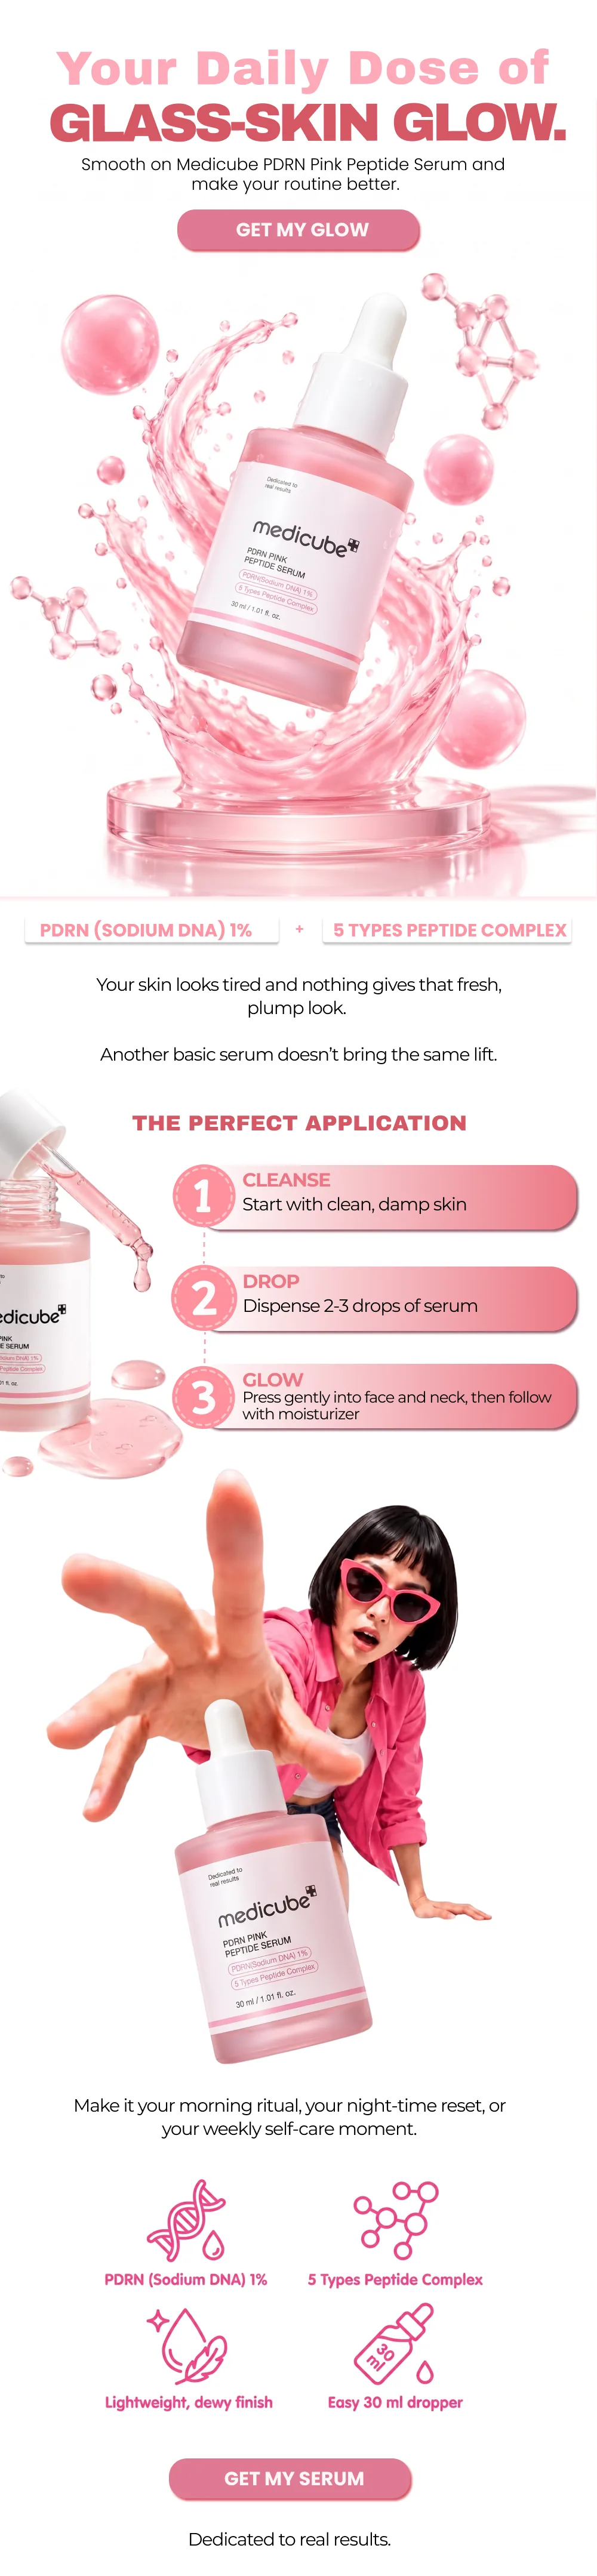 Your Daily Dose of
GLASS-SKIN GLOW.
Smooth on Medicube PDRN Pink Peptide Serum and
make your routine better.
GET MY GLOW
Dedicated to
real results
medicube
PDRN PINK
PEPTIDE SERUM
PDRN(Sodium DNA) 1%
5 Types Peptide Complex
30 ml / 1.01 fl. oz.
PDRN (SODIUM DNA) 1% + 5 TYPES PEPTIDE COMPLEX
Your skin looks tired and nothing gives that fresh,
plump look.
Another basic serum doesn’t bring the same lift.
THE PERFECT APPLICATION
1
CLEANSE
Start with clean, damp skin
2
DROP
Dispense 2-3 drops of serum
3
GLOW
Press gently into face and neck, then follow
with moisturizer
edicube
INK
E SERUM
Dedicated to
real results
medicube
PDRN PINK
PEPTIDE SERUM
PDRN(Sodium DNA) 1%
5 Types Peptide Complex
30 ml / 1.01 fl. oz.
Make it your morning ritual, your night-time reset, or
your weekly self-care moment.
PDRN (Sodium DNA) 1%
5 Types Peptide Complex
30
ml
Lightweight, dewy finish
Easy 30 ml dropper
GET MY SERUM
Dedicated to real results.